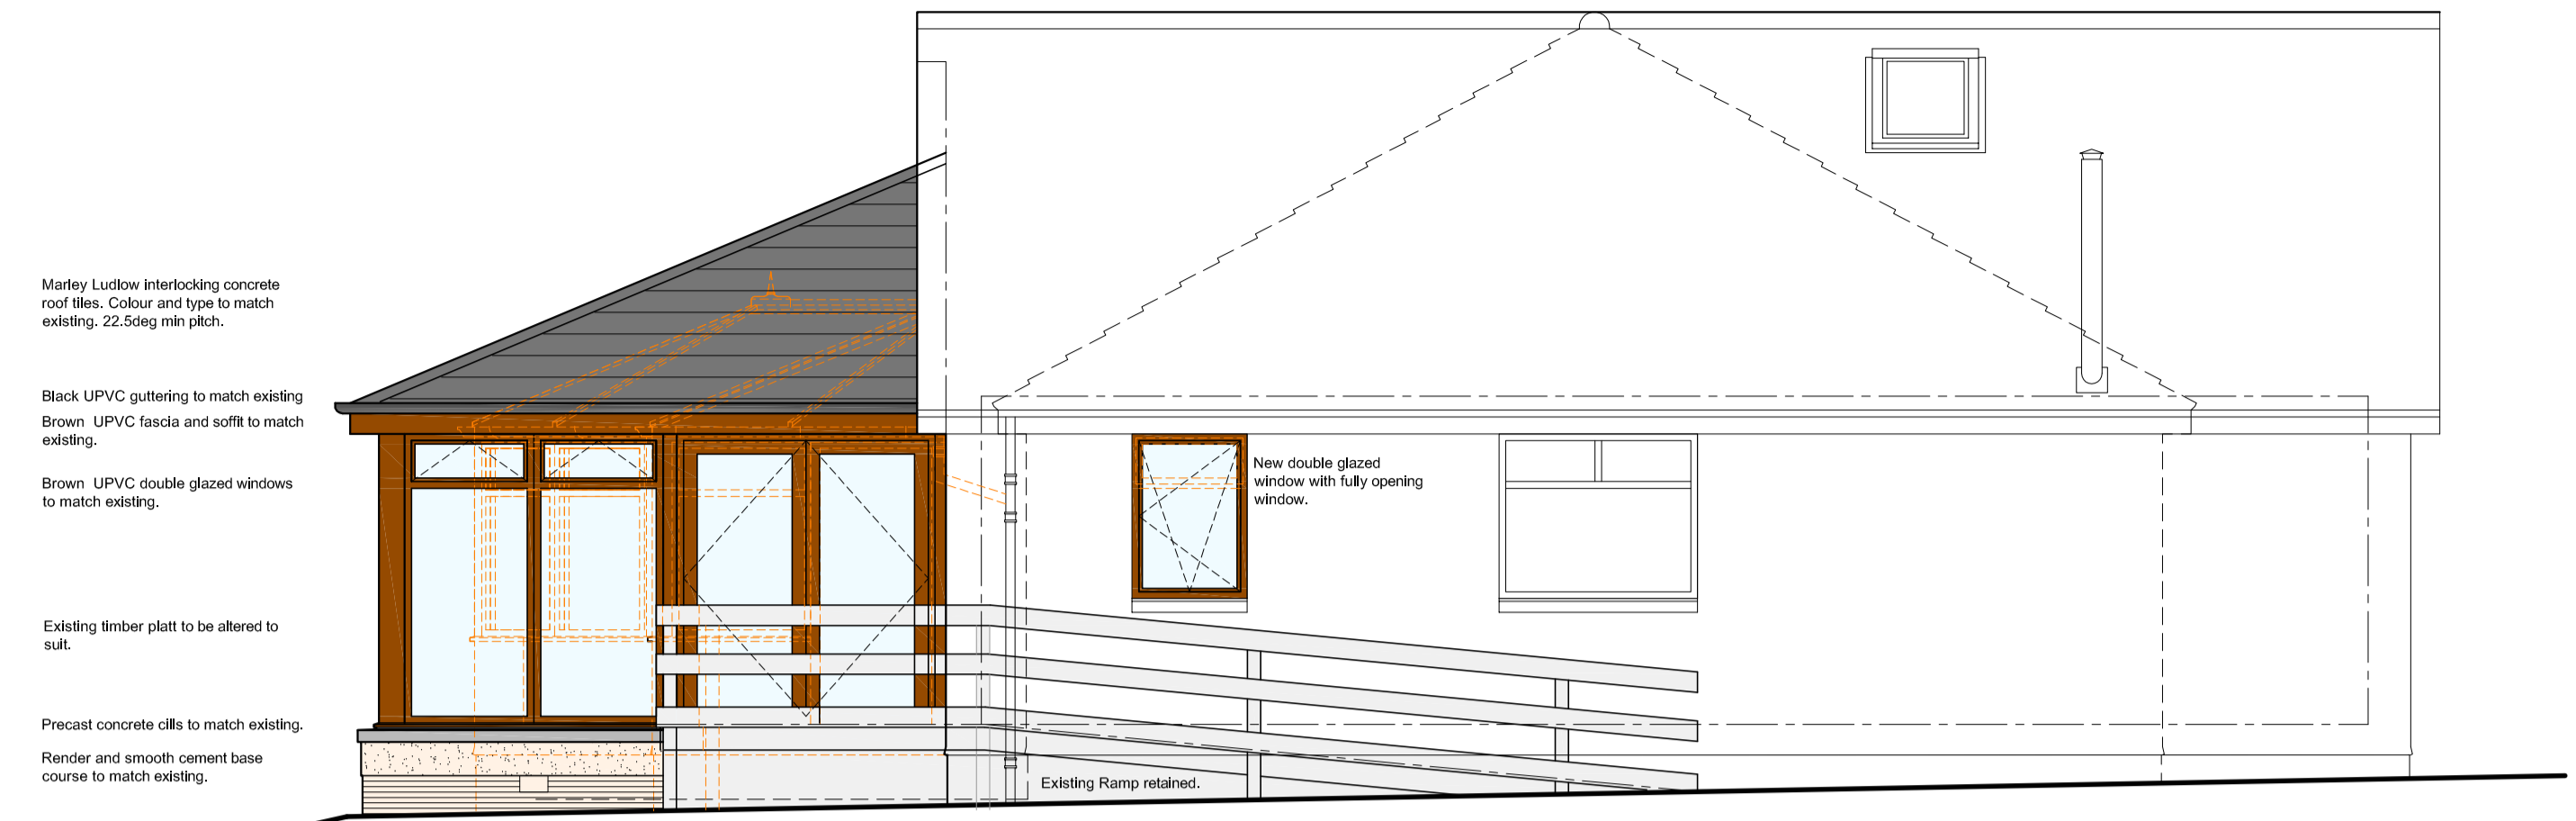 Marley Ludlow interlocking concrete
roof tiles. Colour and type to match
existing. 22.5deg min pitch.
Black UPVC guttering to match existing
Brown UPVC fascia and soffit to match
existing.
Brown UPVC double glazed windows
to match existing.
New double glazed
window with fully opening
window.
Existing timber platt to be altered to
suit.
Precast concrete cills to match existing.
Render and smooth cement base
course to match existing.
Existing Ramp retained.